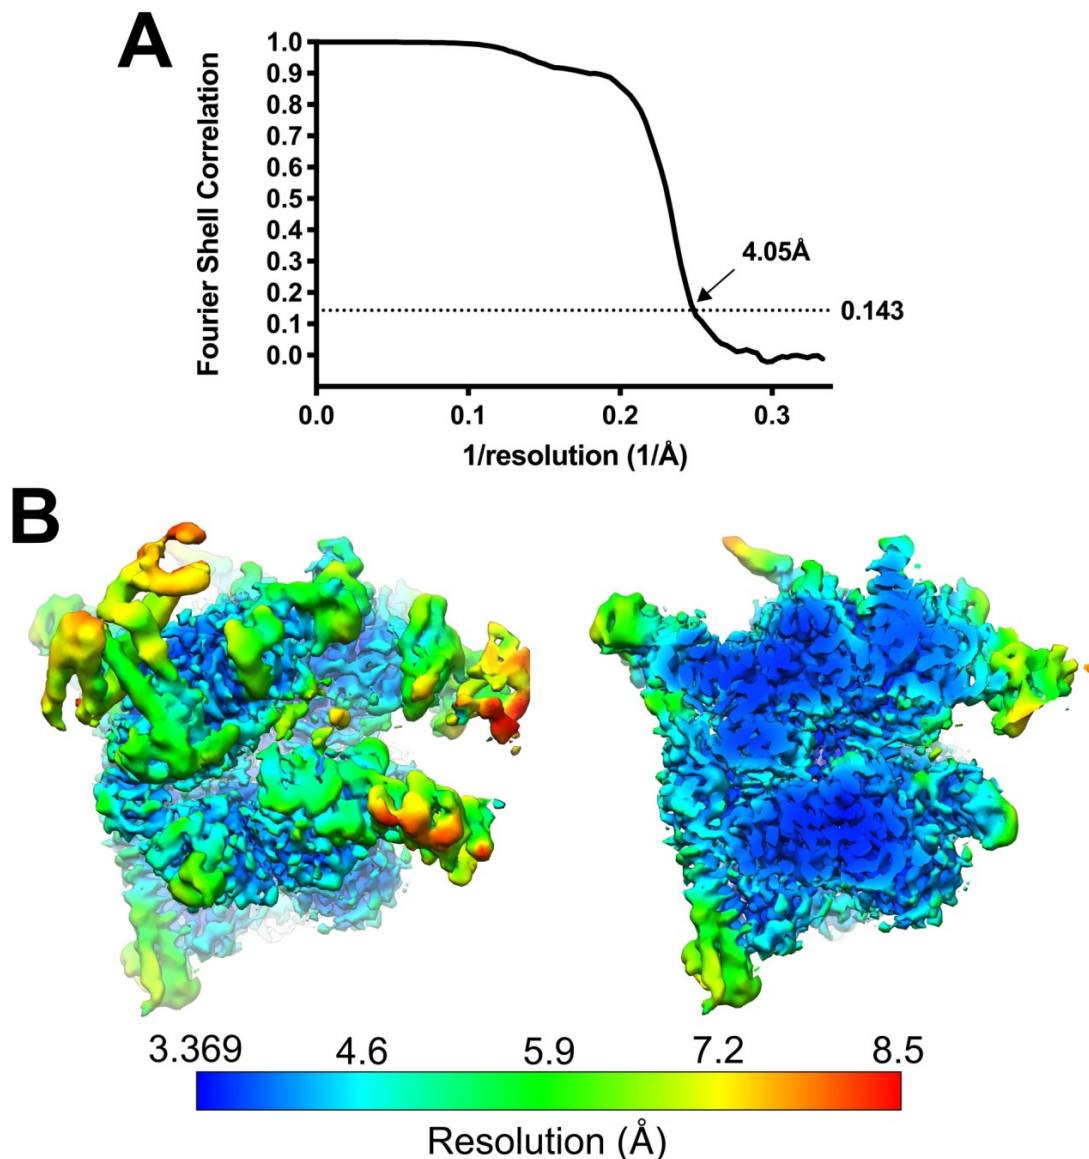 A
1.0
0.9
0.8
0.7
0.6
0.5
0.4
0.3
0.2
0.1
0.0
Fourier Shell Correlation
4.05Å
0.143
0.0 0.1 0.2 0.3
1/resolution (1/Å)
B
3.369 4.6 5.9 7.2 8.5
Resolution (Å)